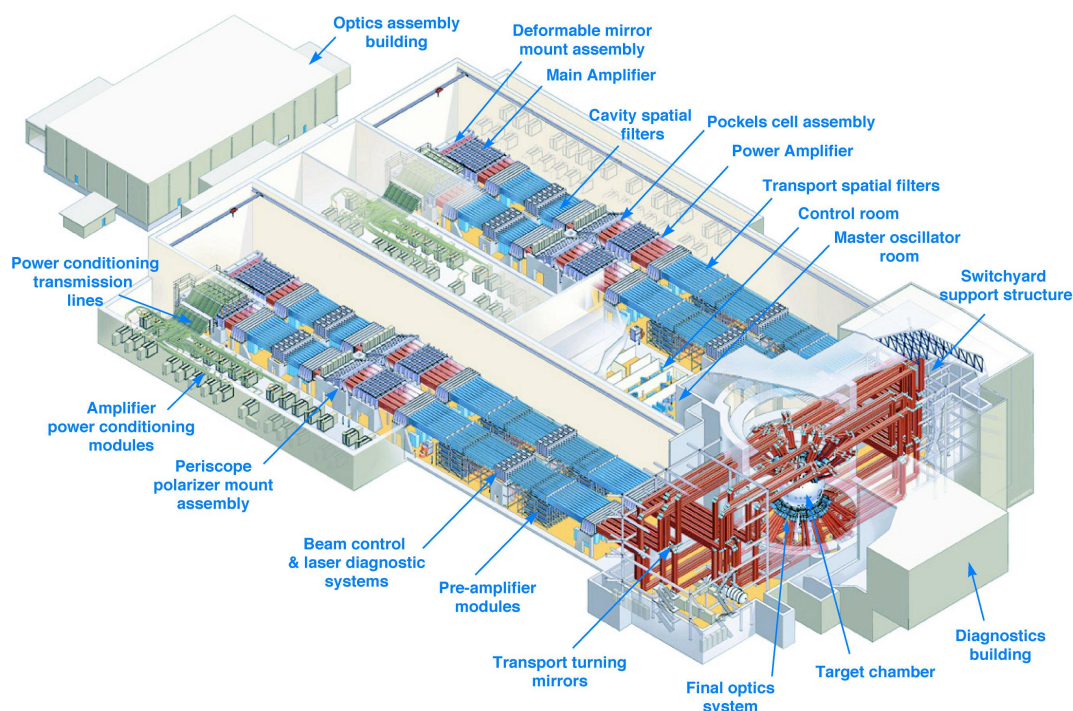 Optics assembly
building
Deformable mirror
mount assembly
Main Amplifier
Cavity spatial
filters
Pockels cell assembly
Power Amplifier
Transport spatial filters
Control room
Master oscillator
room
Switchyard
support structure
Power conditioning
transmission
lines
Amplifier
power conditioning
modules
Periscope
polarizer mount
assembly
Beam control
& laser diagnostic
systems
Pre-amplifier
modules
Transport turning
mirrors
Final optics
system
Target chamber
Diagnostics
building